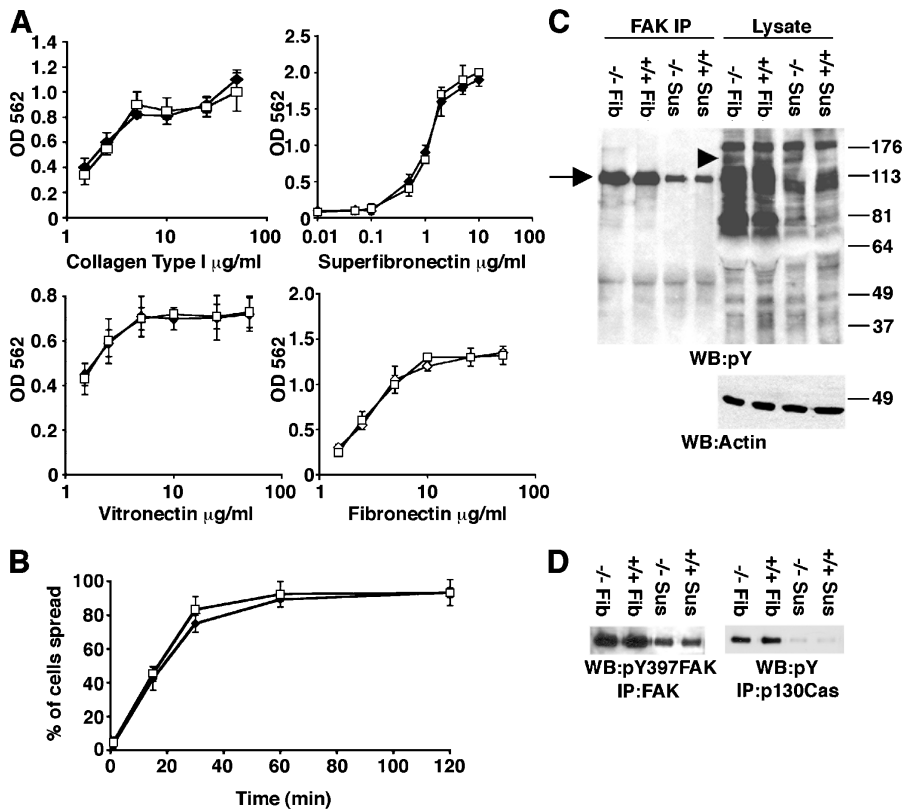 A
1.4
1.2
1.0
0.8
0.6
0.4
0.2
0
OD 562
1 10 100
Collagen Type I µg/ml
2.5
2.0
1.5
1.0
0.5
0
OD 562
0.01 0.1 1 10 100
Superfibronectin µg/ml
0.8
0.6
0.4
0.2
0
OD 562
1 10 100
Vitronectin µg/ml
2.0
1.5
1.0
0.5
0
OD 562
1 10 100
Fibronectin µg/ml
B
100
80
60
40
20
0
% of cells spread
0 20 40 60 80 100 120
Time (min)
C
FAK IP Lysate
-/- Fib
+/+ Fib
-/- Sus
+/+ Sus
-/- Fib
+/+ Fib
-/- Sus
+/+ Sus
176
113
81
64
49
37
WB:pY
49
WB:Actin
D
-/- Fib
+/+ Fib
-/- Sus
+/+ Sus
WB:pY397FAK
IP:FAK
-/- Fib
+/+ Fib
-/- Sus
+/+ Sus
WB:pY
IP:p130Cas